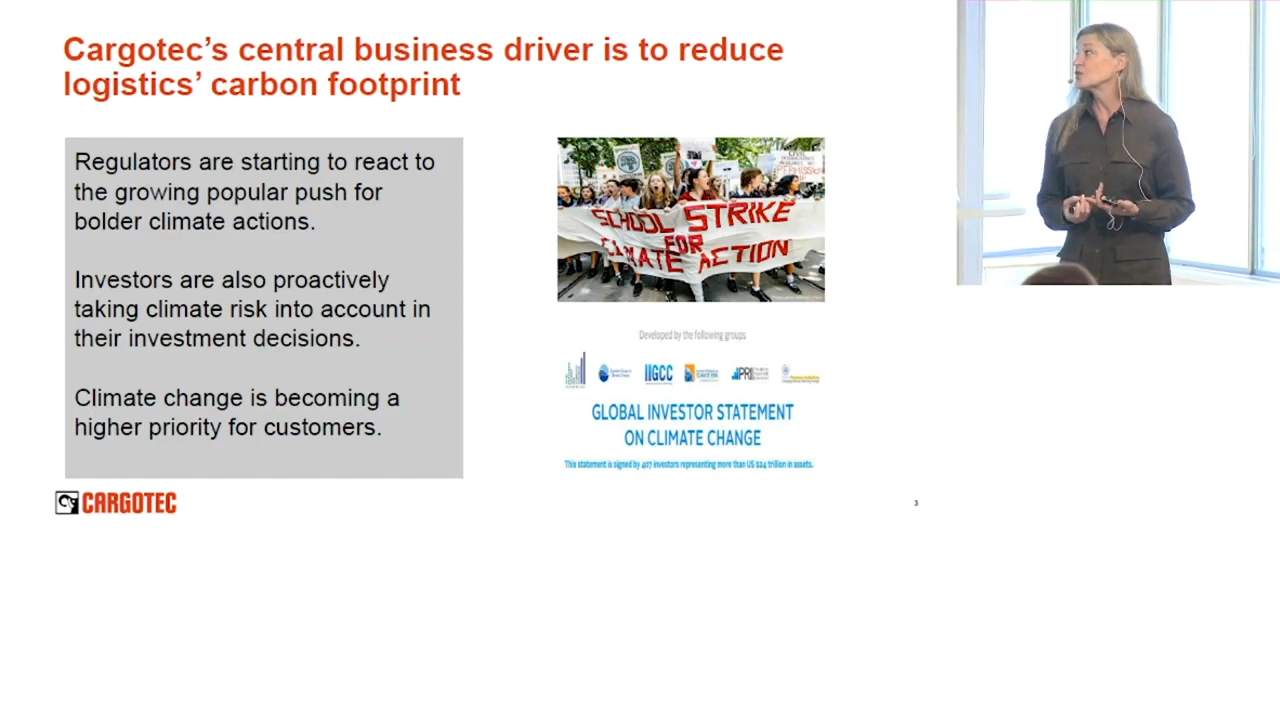 Cargotec's central business driver is to reduce
logistics' carbon footprint
Regulators are starting to react to
the growing popular push for
bolder climate actions.
Investors are also proactively
taking climate risk into account in
their investment decisions.
Climate change is becoming a
higher priority for customers.
SCHOOL STRIKE
FOR
CLIMATE ACTION
Developed by the following groups
IIGCC
PRI
GLOBAL INVESTOR STATEMENT
ON CLIMATE CHANGE
This statement is signed by 407 investors representing more than US $24 trillion in assets.
CARGOTEC
3